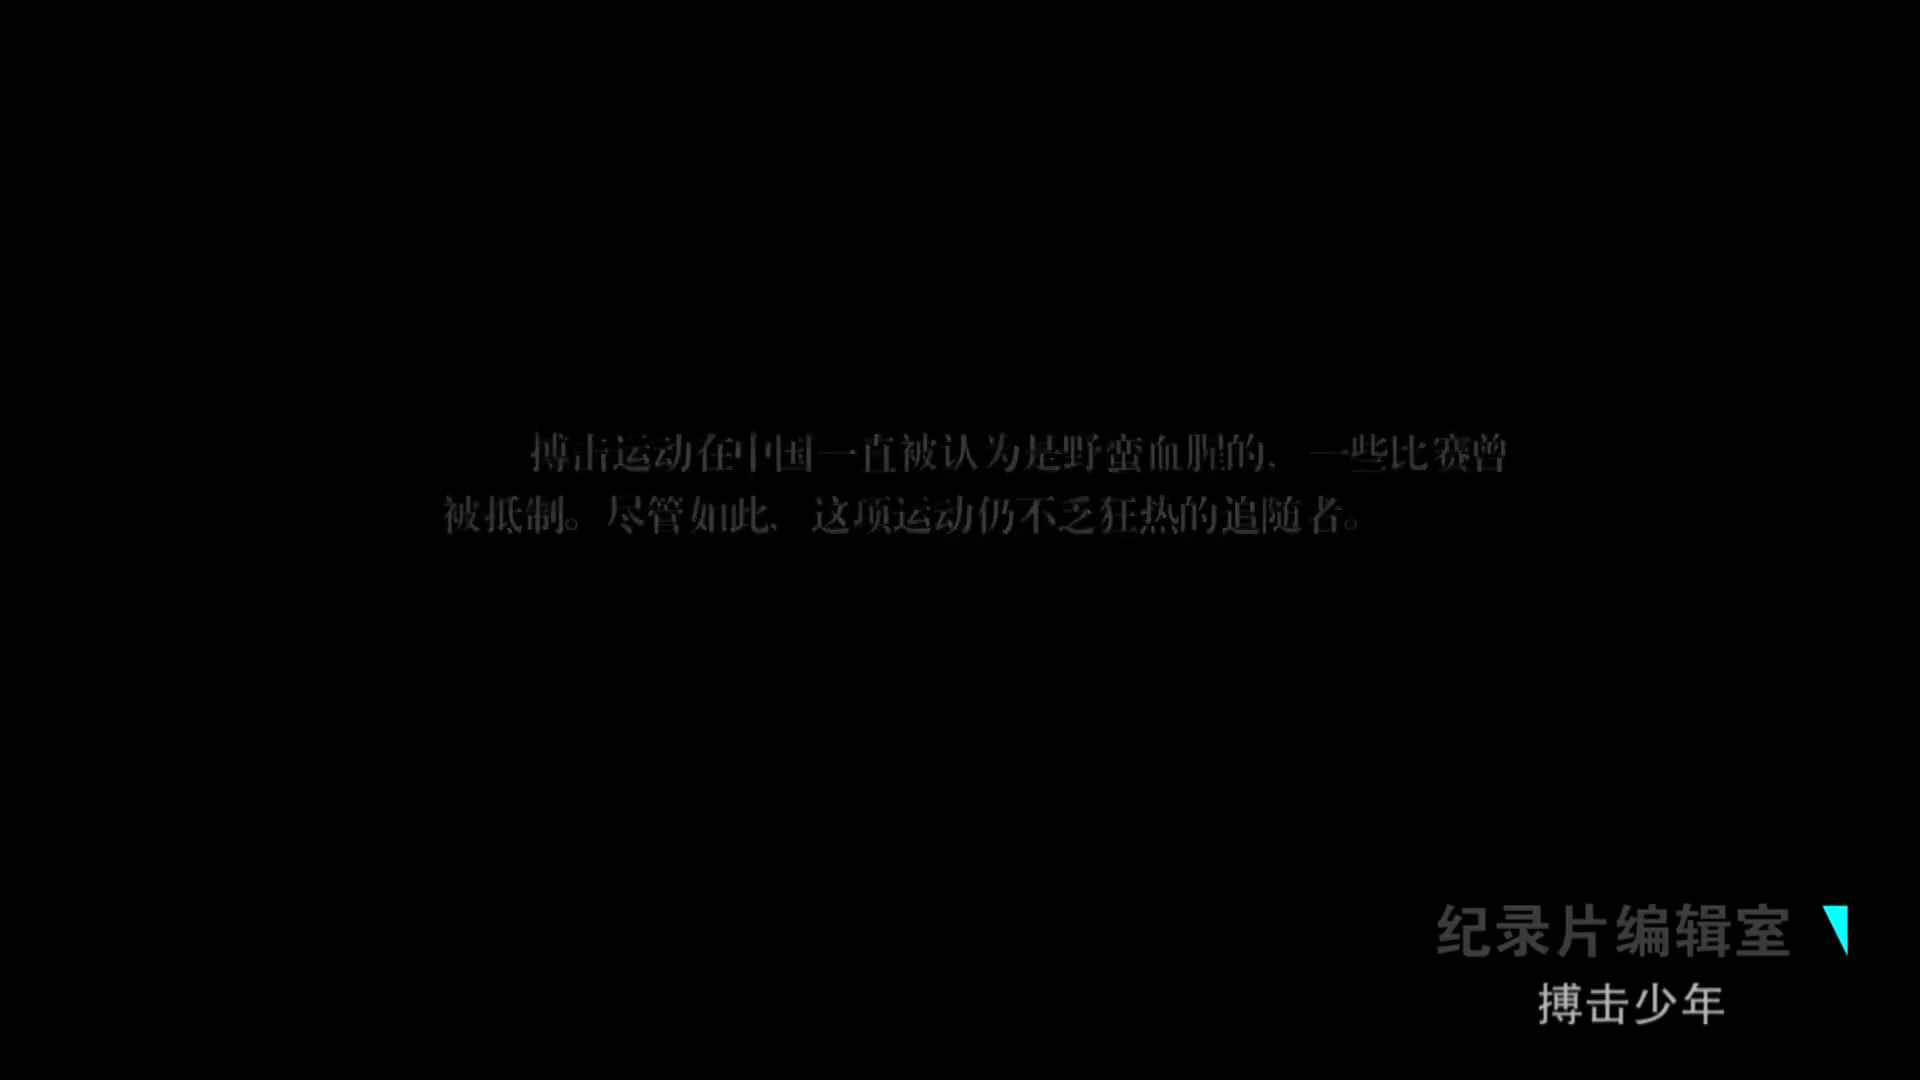 搏击运动在中国一直被认为是野蛮血腥的，一些比赛曾
被抵制。尽管如此，这项运动仍不乏狂热的追随者。
纪录片编辑室
搏击少年